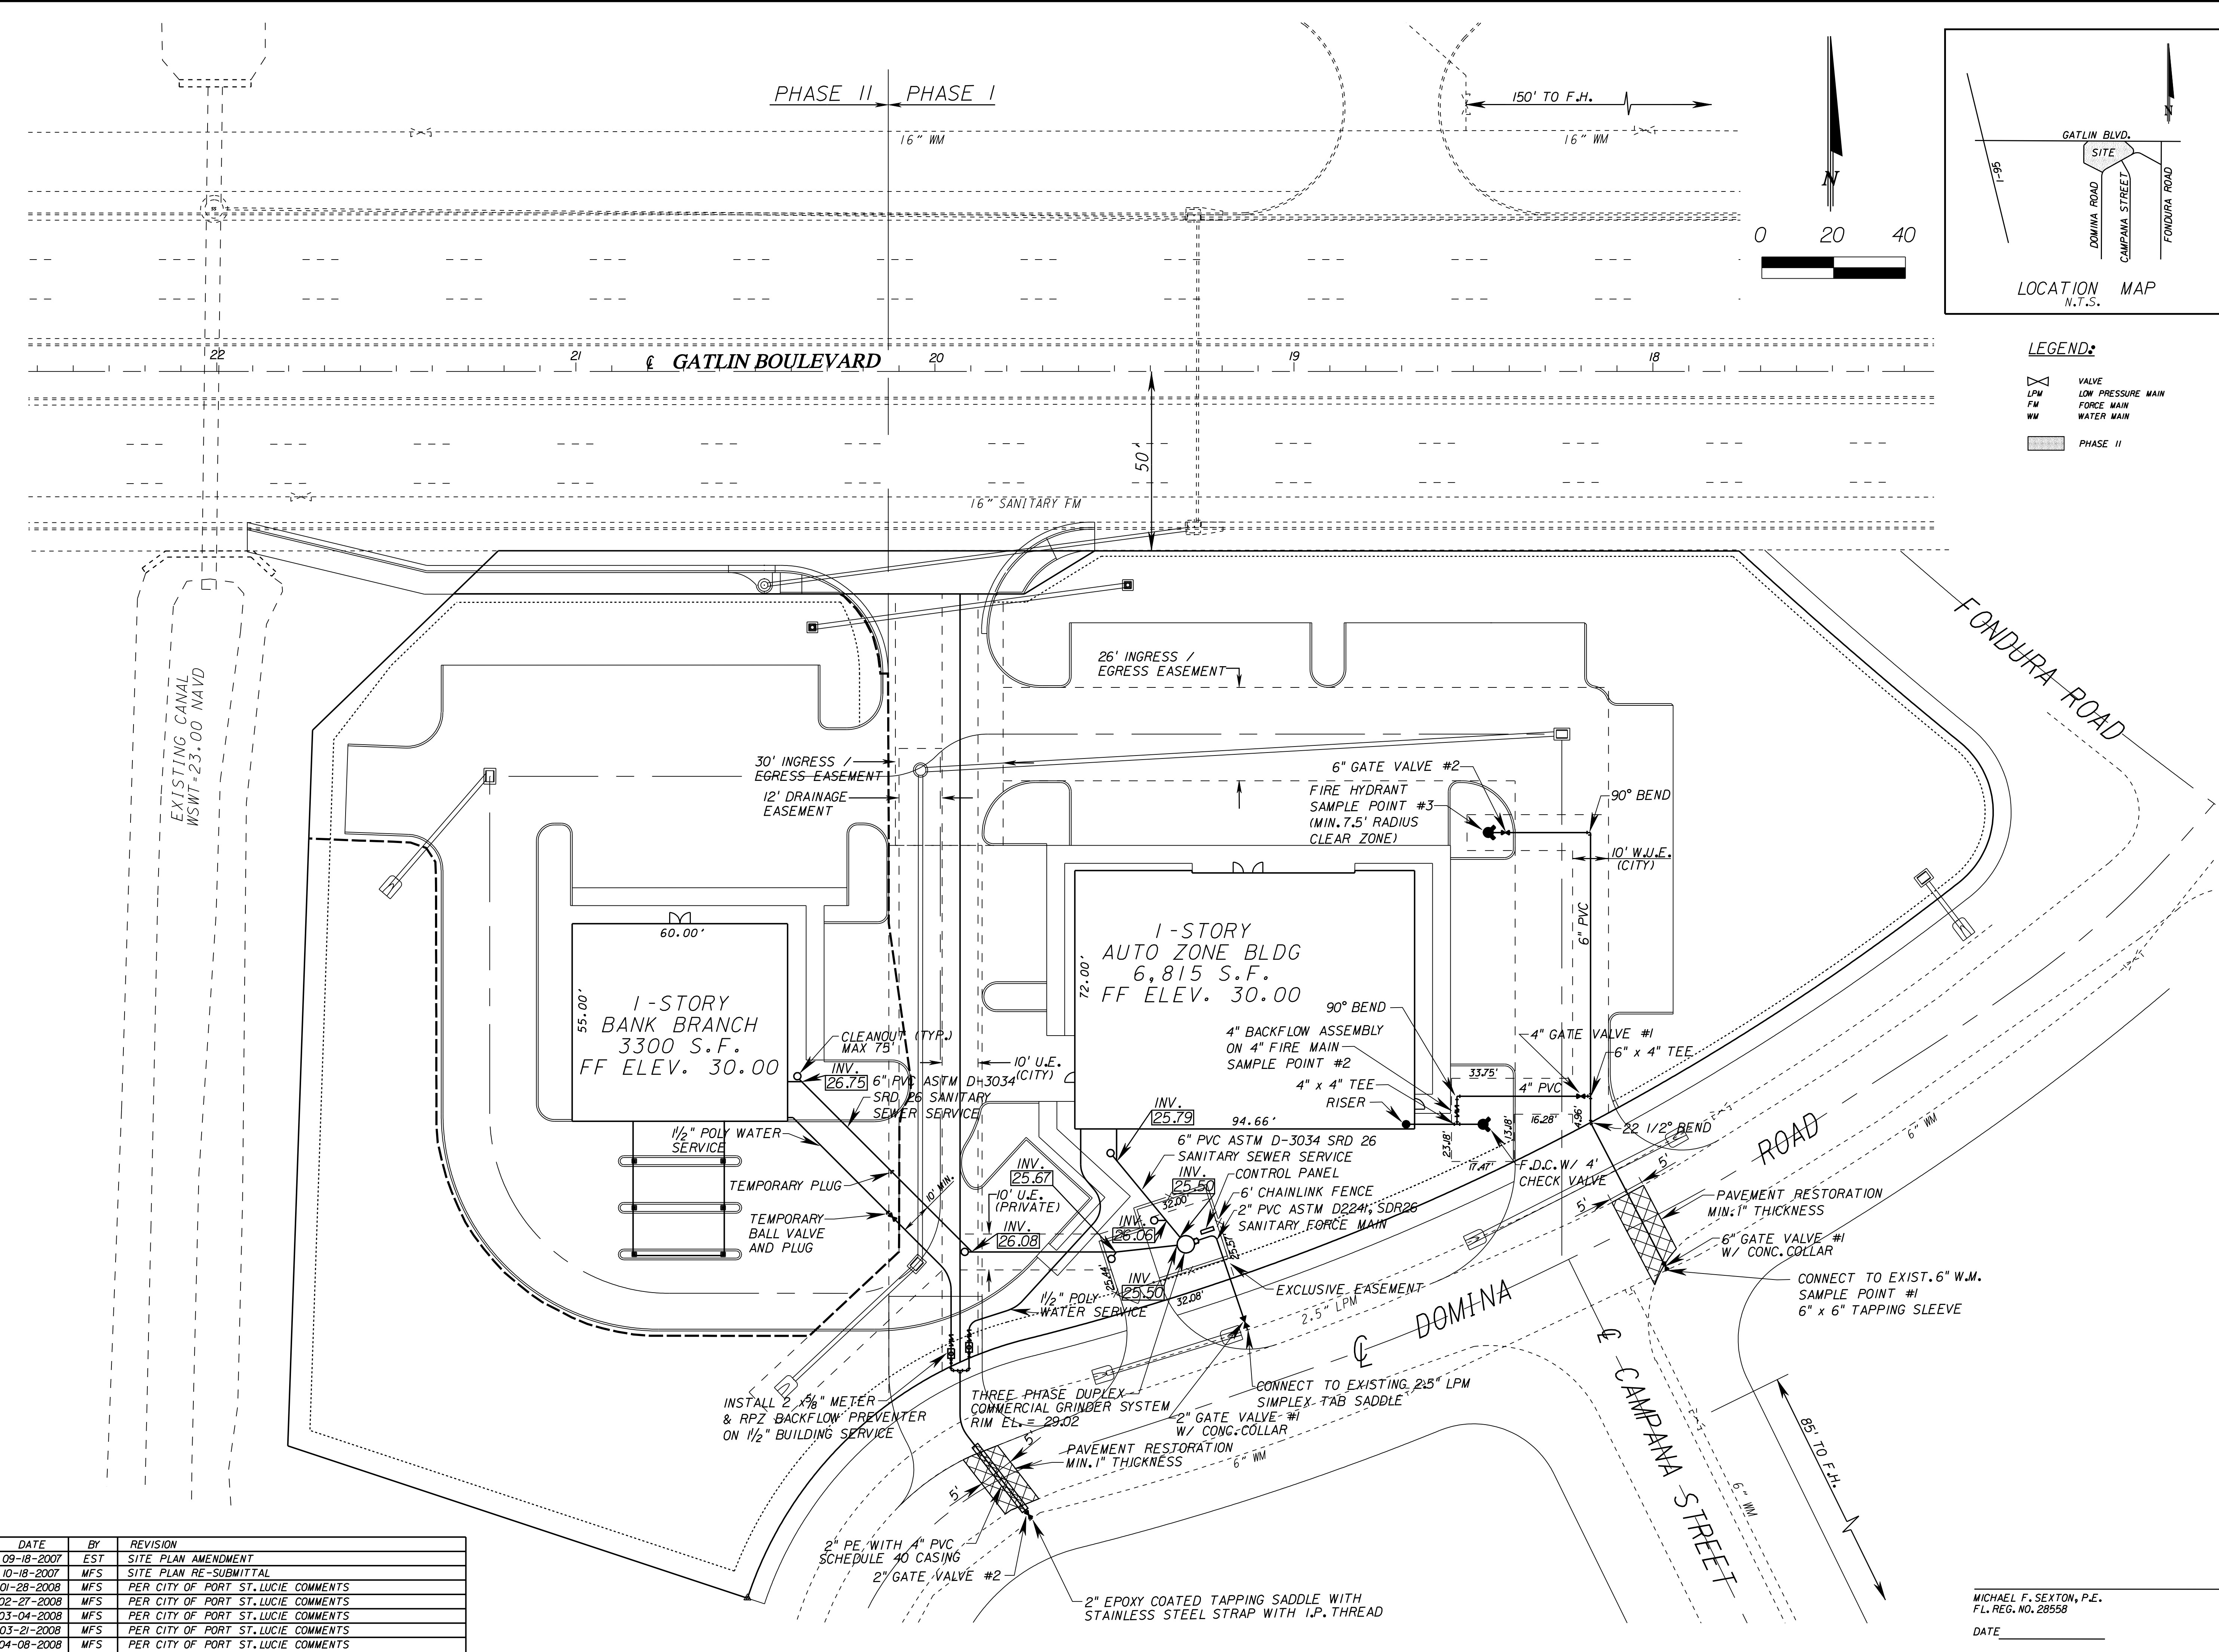 PHASE II
PHASE I
16" WM
150' TO F.H.
16" WM
N
0 20 40
N
GATLIN BLVD.
SITE
I-95
DOMINA ROAD
CAMPANA STREET
FONDURA ROAD
LOCATION MAP
N.T.S.
LEGEND:
VALVE
LPM LOW PRESSURE MAIN
FM FORCE MAIN
WM WATER MAIN
PHASE II
22 21 20 19 18
℄ GATLIN BOULEVARD
50'
16" SANITARY FM
EXISTING CANAL
WSWT=23.00 NAVD
FONDURA ROAD
26' INGRESS /
EGRESS EASEMENT
30' INGRESS /
EGRESS EASEMENT
12' DRAINAGE
EASEMENT
6" GATE VALVE #2
FIRE HYDRANT
SAMPLE POINT #3
(MIN. 7.5' RADIUS
CLEAR ZONE)
90° BEND
10' W.U.E.
(CITY)
6" PVC
60.00'
55.00'
1-STORY
BANK BRANCH
3300 S.F.
FF ELEV. 30.00
72.00'
1-STORY
AUTO ZONE BLDG
6,815 S.F.
FF ELEV. 30.00
94.66'
90° BEND
4" BACKFLOW ASSEMBLY
ON 4" FIRE MAIN
SAMPLE POINT #2
4" x 4" TEE
RISER
4" GATE VALVE #1
6" x 4" TEE
33.75'
4" PVC
16.28'
4.96'
13.18'
23.18'
17.47'
22 1/2° BEND
F.D.C. W/ 4'
CHECK VALVE
CLEANOUT (TYP.)
MAX 75'
INV.
26.75
6" PVC ASTM D-3034
SRD 26 SANITARY
SEWER SERVICE
10' U.E.
(CITY)
1 1/2" POLY WATER
SERVICE
TEMPORARY PLUG
TEMPORARY
BALL VALVE
AND PLUG
10' MIN.
INV.
25.79
6" PVC ASTM D-3034 SRD 26
SANITARY SEWER SERVICE
INV.
25.67
10' U.E.
(PRIVATE)
INV.
26.08
INV.
25.50
32.00'
CONTROL PANEL
6' CHAINLINK FENCE
2" PVC ASTM D2241, SDR26
SANITARY FORCE MAIN
INV.
26.06
INV.
25.50
25.44'
32.08'
25.57'
EXCLUSIVE EASEMENT
1 1/2" POLY
WATER SERVICE
2.5" LPM
℄ DOMINA ROAD
6" WM
5'
5'
PAVEMENT RESTORATION
MIN. 1" THICKNESS
6" GATE VALVE #1
W/ CONC. COLLAR
CONNECT TO EXIST. 6" W.M.
SAMPLE POINT #1
6" x 6" TAPPING SLEEVE
INSTALL 2 x 5/8" METER
& RPZ BACKFLOW PREVENTER
ON 1 1/2" BUILDING SERVICE
THREE PHASE DUPLEX
COMMERCIAL GRINDER SYSTEM
RIM EL. = 29.02
CONNECT TO EXISTING 2.5" LPM
SIMPLEX TAB SADDLE
2" GATE VALVE #1
W/ CONC. COLLAR
5'
5'
PAVEMENT RESTORATION
MIN. 1" THICKNESS
6" WM
2" PE, WITH 4" PVC
SCHEDULE 40 CASING
2" GATE VALVE #2
2" EPOXY COATED TAPPING SADDLE WITH
STAINLESS STEEL STRAP WITH I.P. THREAD
℄ CAMPANA STREET
6" WM
85' TO F.H.
DATE BY REVISION
09-18-2007 EST SITE PLAN AMENDMENT
10-18-2007 MFS SITE PLAN RE-SUBMITTAL
01-28-2008 MFS PER CITY OF PORT ST. LUCIE COMMENTS
02-27-2008 MFS PER CITY OF PORT ST. LUCIE COMMENTS
03-04-2008 MFS PER CITY OF PORT ST. LUCIE COMMENTS
03-21-2008 MFS PER CITY OF PORT ST. LUCIE COMMENTS
04-08-2008 MFS PER CITY OF PORT ST. LUCIE COMMENTS
MICHAEL F. SEXTON, P.E.
FL. REG. NO. 28558
DATE